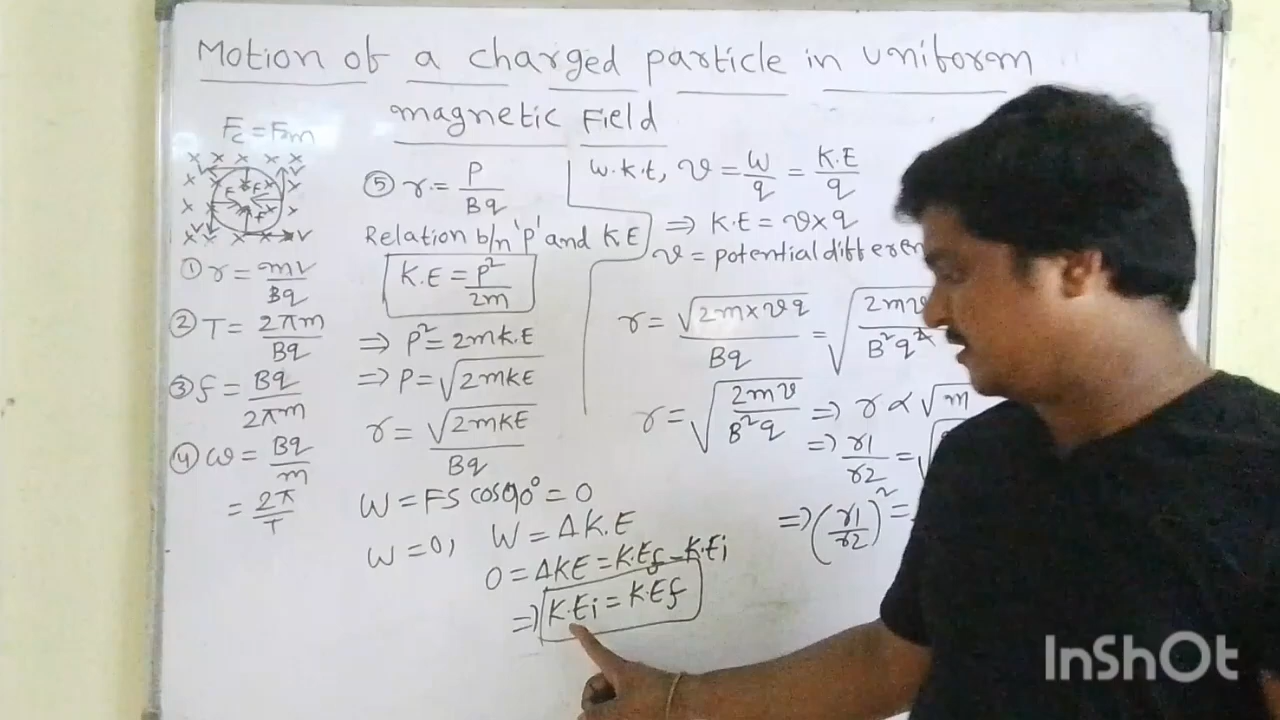 Motion of a charged particle in uniform
magnetic Field
Fc = Fm
① r = mv/Bq
② T = 2πm/Bq
③ f = Bq/2πm
④ ω = Bq/m
= 2π/T
⑤ r = P/Bq
Relation b/n 'p' and K.E
K.E = p²/2m
⇒ P² = 2mK.E
⇒ P = √2mKE
r = √2mKE/Bq
W = FS cos90° = 0
W = 0, W = ΔK.E
0 = ΔKE = K.Ef - K.Ei
⇒ K.Ei = K.Ef
W.K.t, v = W/q = K.E/q
⇒ K.E = v×q
v = potential differen
r = √2m×vq/Bq = √2mv
B²q²
r = √2mv/B²q ⇒ r ∝ √m
⇒ r1/r2 = √
⇒ (r1/r2)² =
InShOt